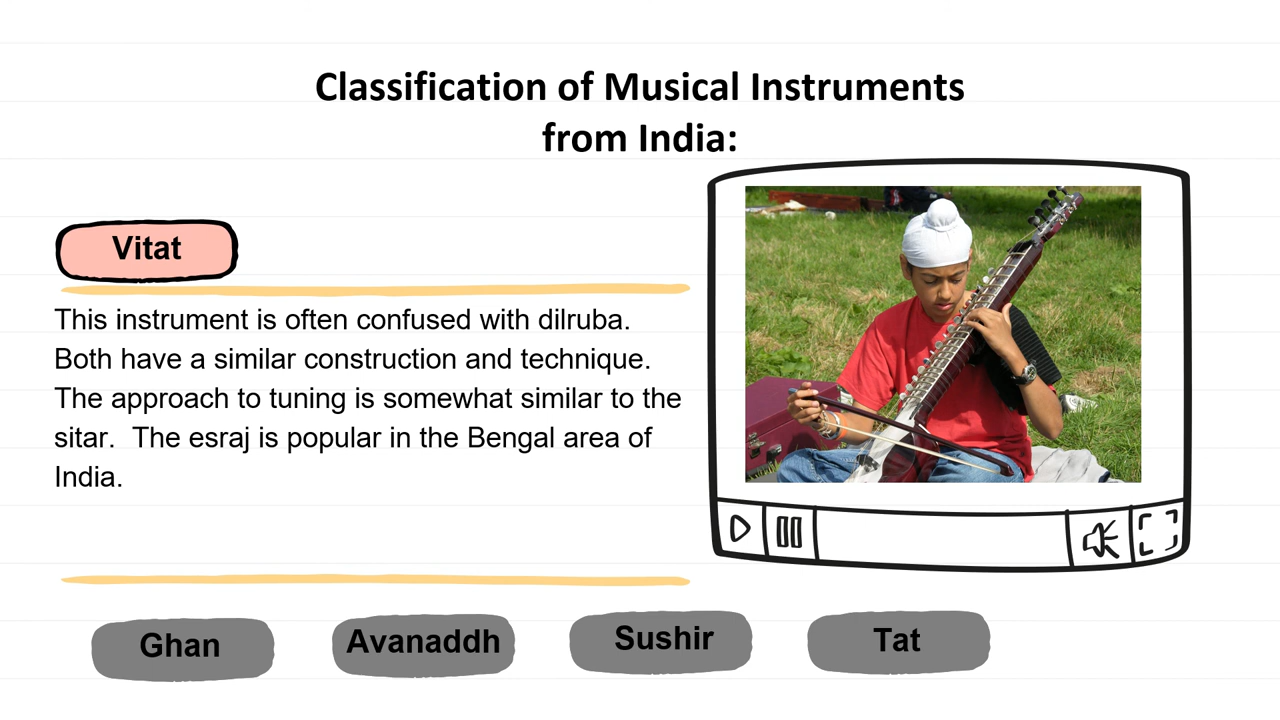 Classification of Musical Instruments
from India:
Vitat
This instrument is often confused with dilruba.
Both have a similar construction and technique.
The approach to tuning is somewhat similar to the
sitar.  The esraj is popular in the Bengal area of
India.
Ghan
Avanaddh
Sushir
Tat